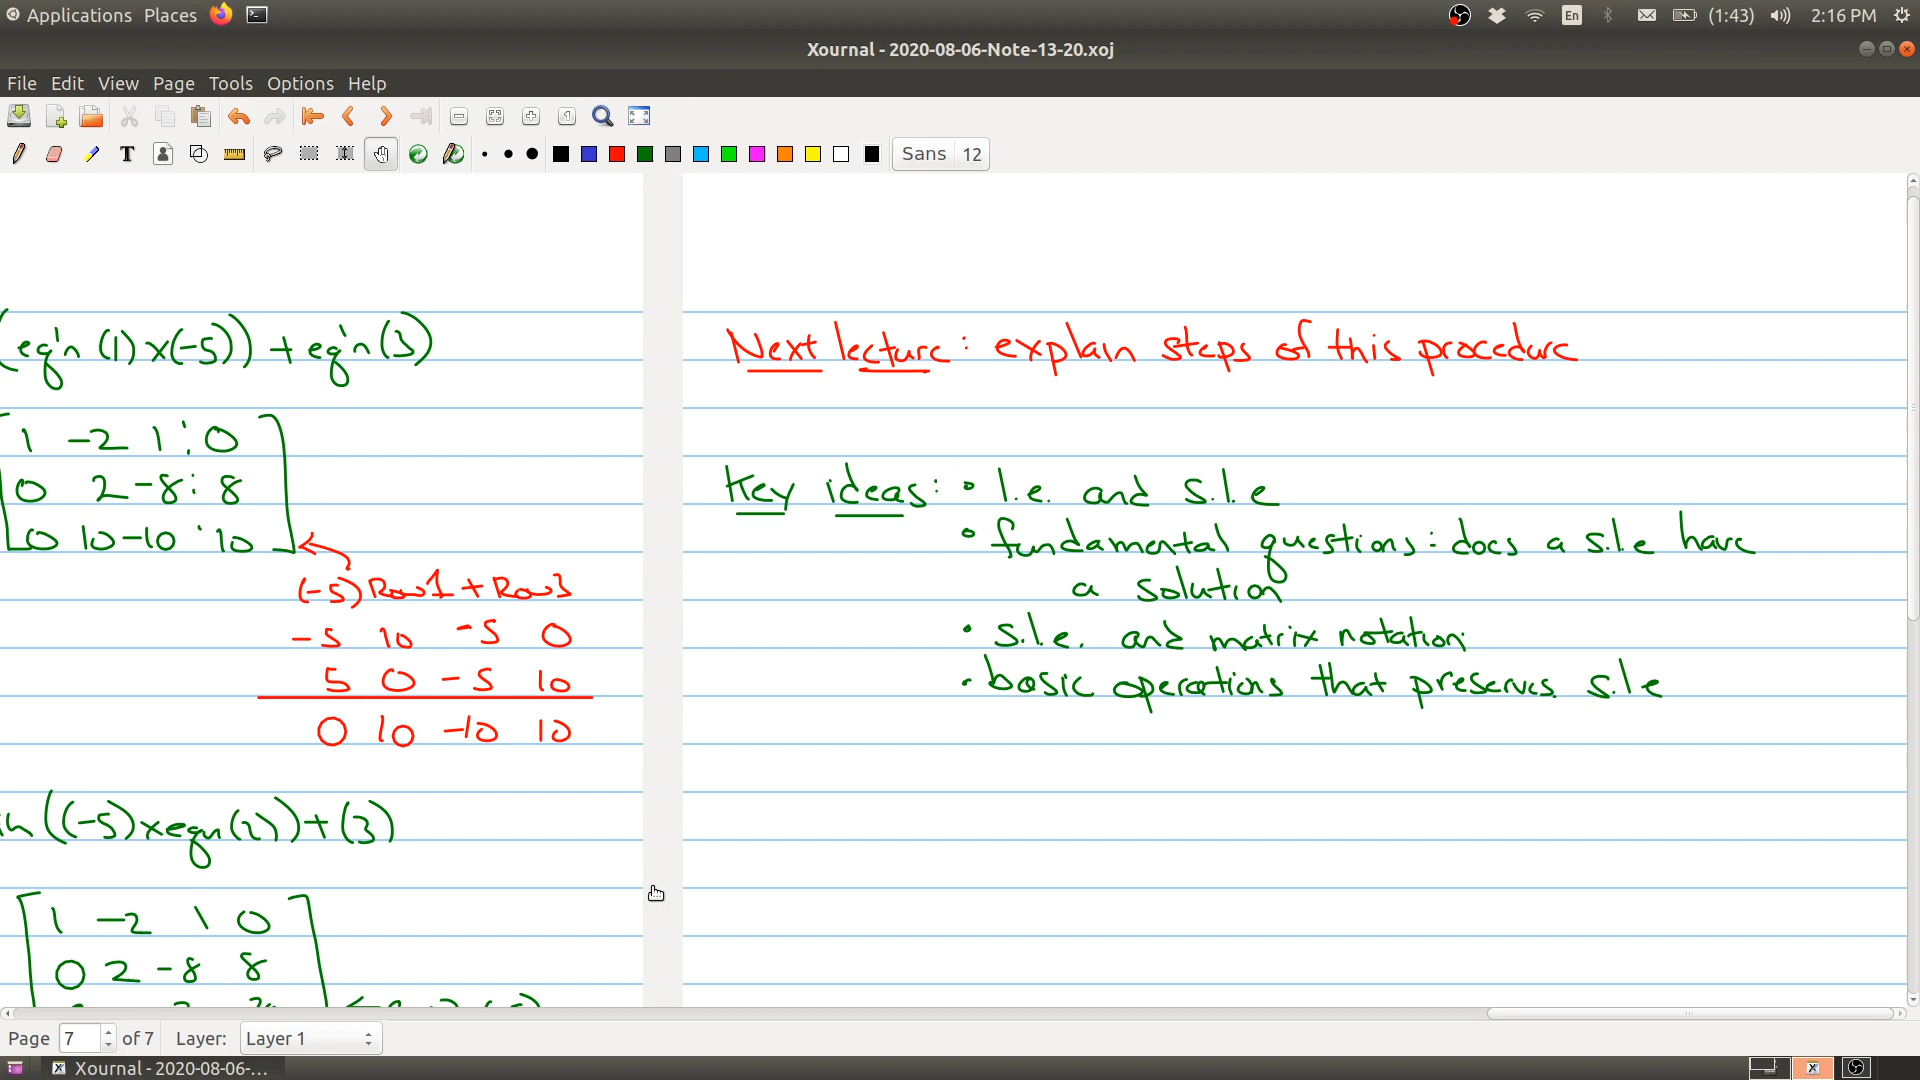 Applications Places En (1:43) 2:16 PM
Xournal - 2020-08-06-Note-13-20.xoj
File Edit View Page Tools Options Help
T Sans 12
(eq'n (1) x(-5)) + eq'n (3)
1 -2 1 : 0
0 2 -8 : 8
0 10 -10 : 10
(-5) Row1 + Row3
-5 10 -5 0
5 0 -5 10
0 10 -10 10
((-5) x eqn (2)) + (3)
1 -2 1 0
0 2 -8 8
Next lecture : explain steps of this procedure
Key ideas : • l.e. and s.l.e
• fundamental questions : does a s.l.e have
a solution
• s.l.e. and matrix notation
• basic operations that preserves s.l.e
Page 7 of 7 Layer: Layer 1
Xournal - 2020-08-06-...